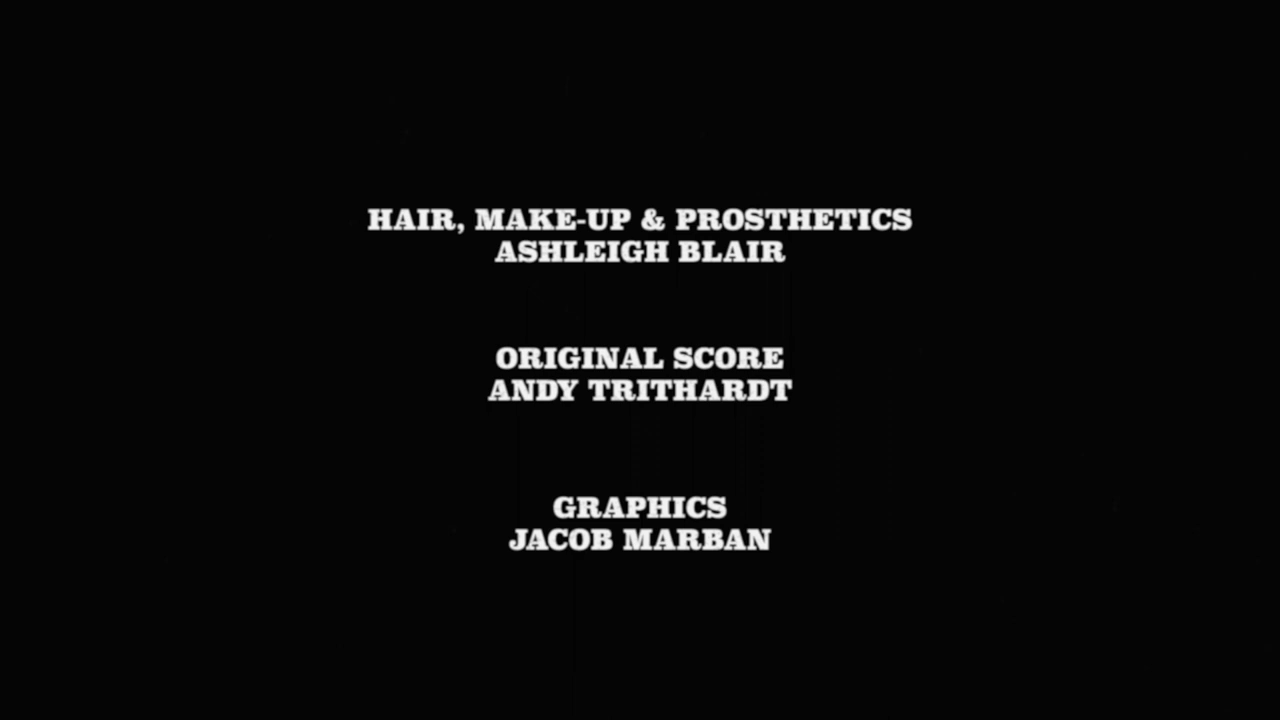 HAIR, MAKE-UP & PROSTHETICS
ASHLEIGH BLAIR
ORIGINAL SCORE
ANDY TRITHARDT
GRAPHICS
JACOB MARBAN